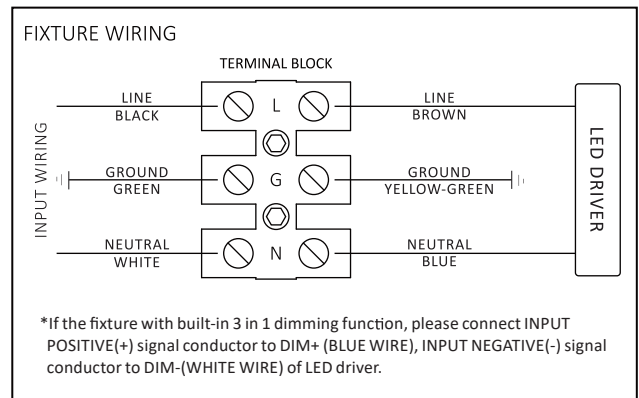 FIXTURE WIRING
TERMINAL BLOCK
LINE
BLACK
L
LINE
BROWN
INPUT WIRING
GROUND
GREEN
G
GROUND
YELLOW-GREEN
LED DRIVER
NEUTRAL
WHITE
N
NEUTRAL
BLUE
*If the fixture with built-in 3 in 1 dimming function, please connect INPUT
POSITIVE(+) signal conductor to DIM+ (BLUE WIRE), INPUT NEGATIVE(-) signal
conductor to DIM-(WHITE WIRE) of LED driver.